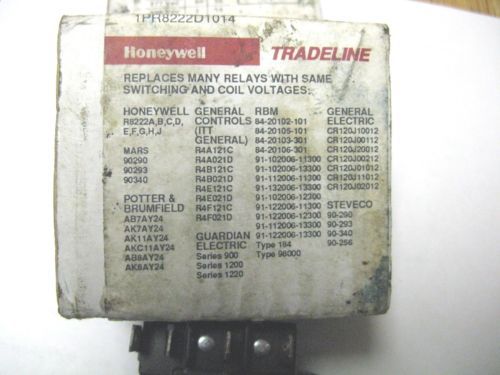 1PR8222D1014
Honeywell
TRADELINE
REPLACES MANY RELAYS WITH SAME
SWITCHING AND COIL VOLTAGES:
HONEYWELL
R8222A,B,C,D,
E,F,G,H,J
MARS
90290
90293
90340
POTTER &
BRUMFIELD
AB7AY24
AK7AY24
AK11AY24
AKC11AY24
AB8AY24
AK8AY24
GENERAL
CONTROLS
(ITT
GENERAL)
R4A121C
R4A021D
R4B121C
R4B021D
R4E121C
R4E021D
R4F121C
R4F021D
GUARDIAN
ELECTRIC
Series 900
Series 1200
Series 1220
RBM
84-20102-101
84-20105-101
84-20103-301
84-20106-301
91-102006-11300
91-102006-13300
91-112006-11300
91-112006-13300
91-102006-12300
91-122006-11300
91-122006-12300
91-122006-13300
Type 184
Type 98000
GENERAL
ELECTRIC
CR120J10012
CR120J00112
CR120J20012
CR120J00212
CR120J01012
CR120J11012
CR120J02012
STEVECO
90-290
90-293
90-340
90-256